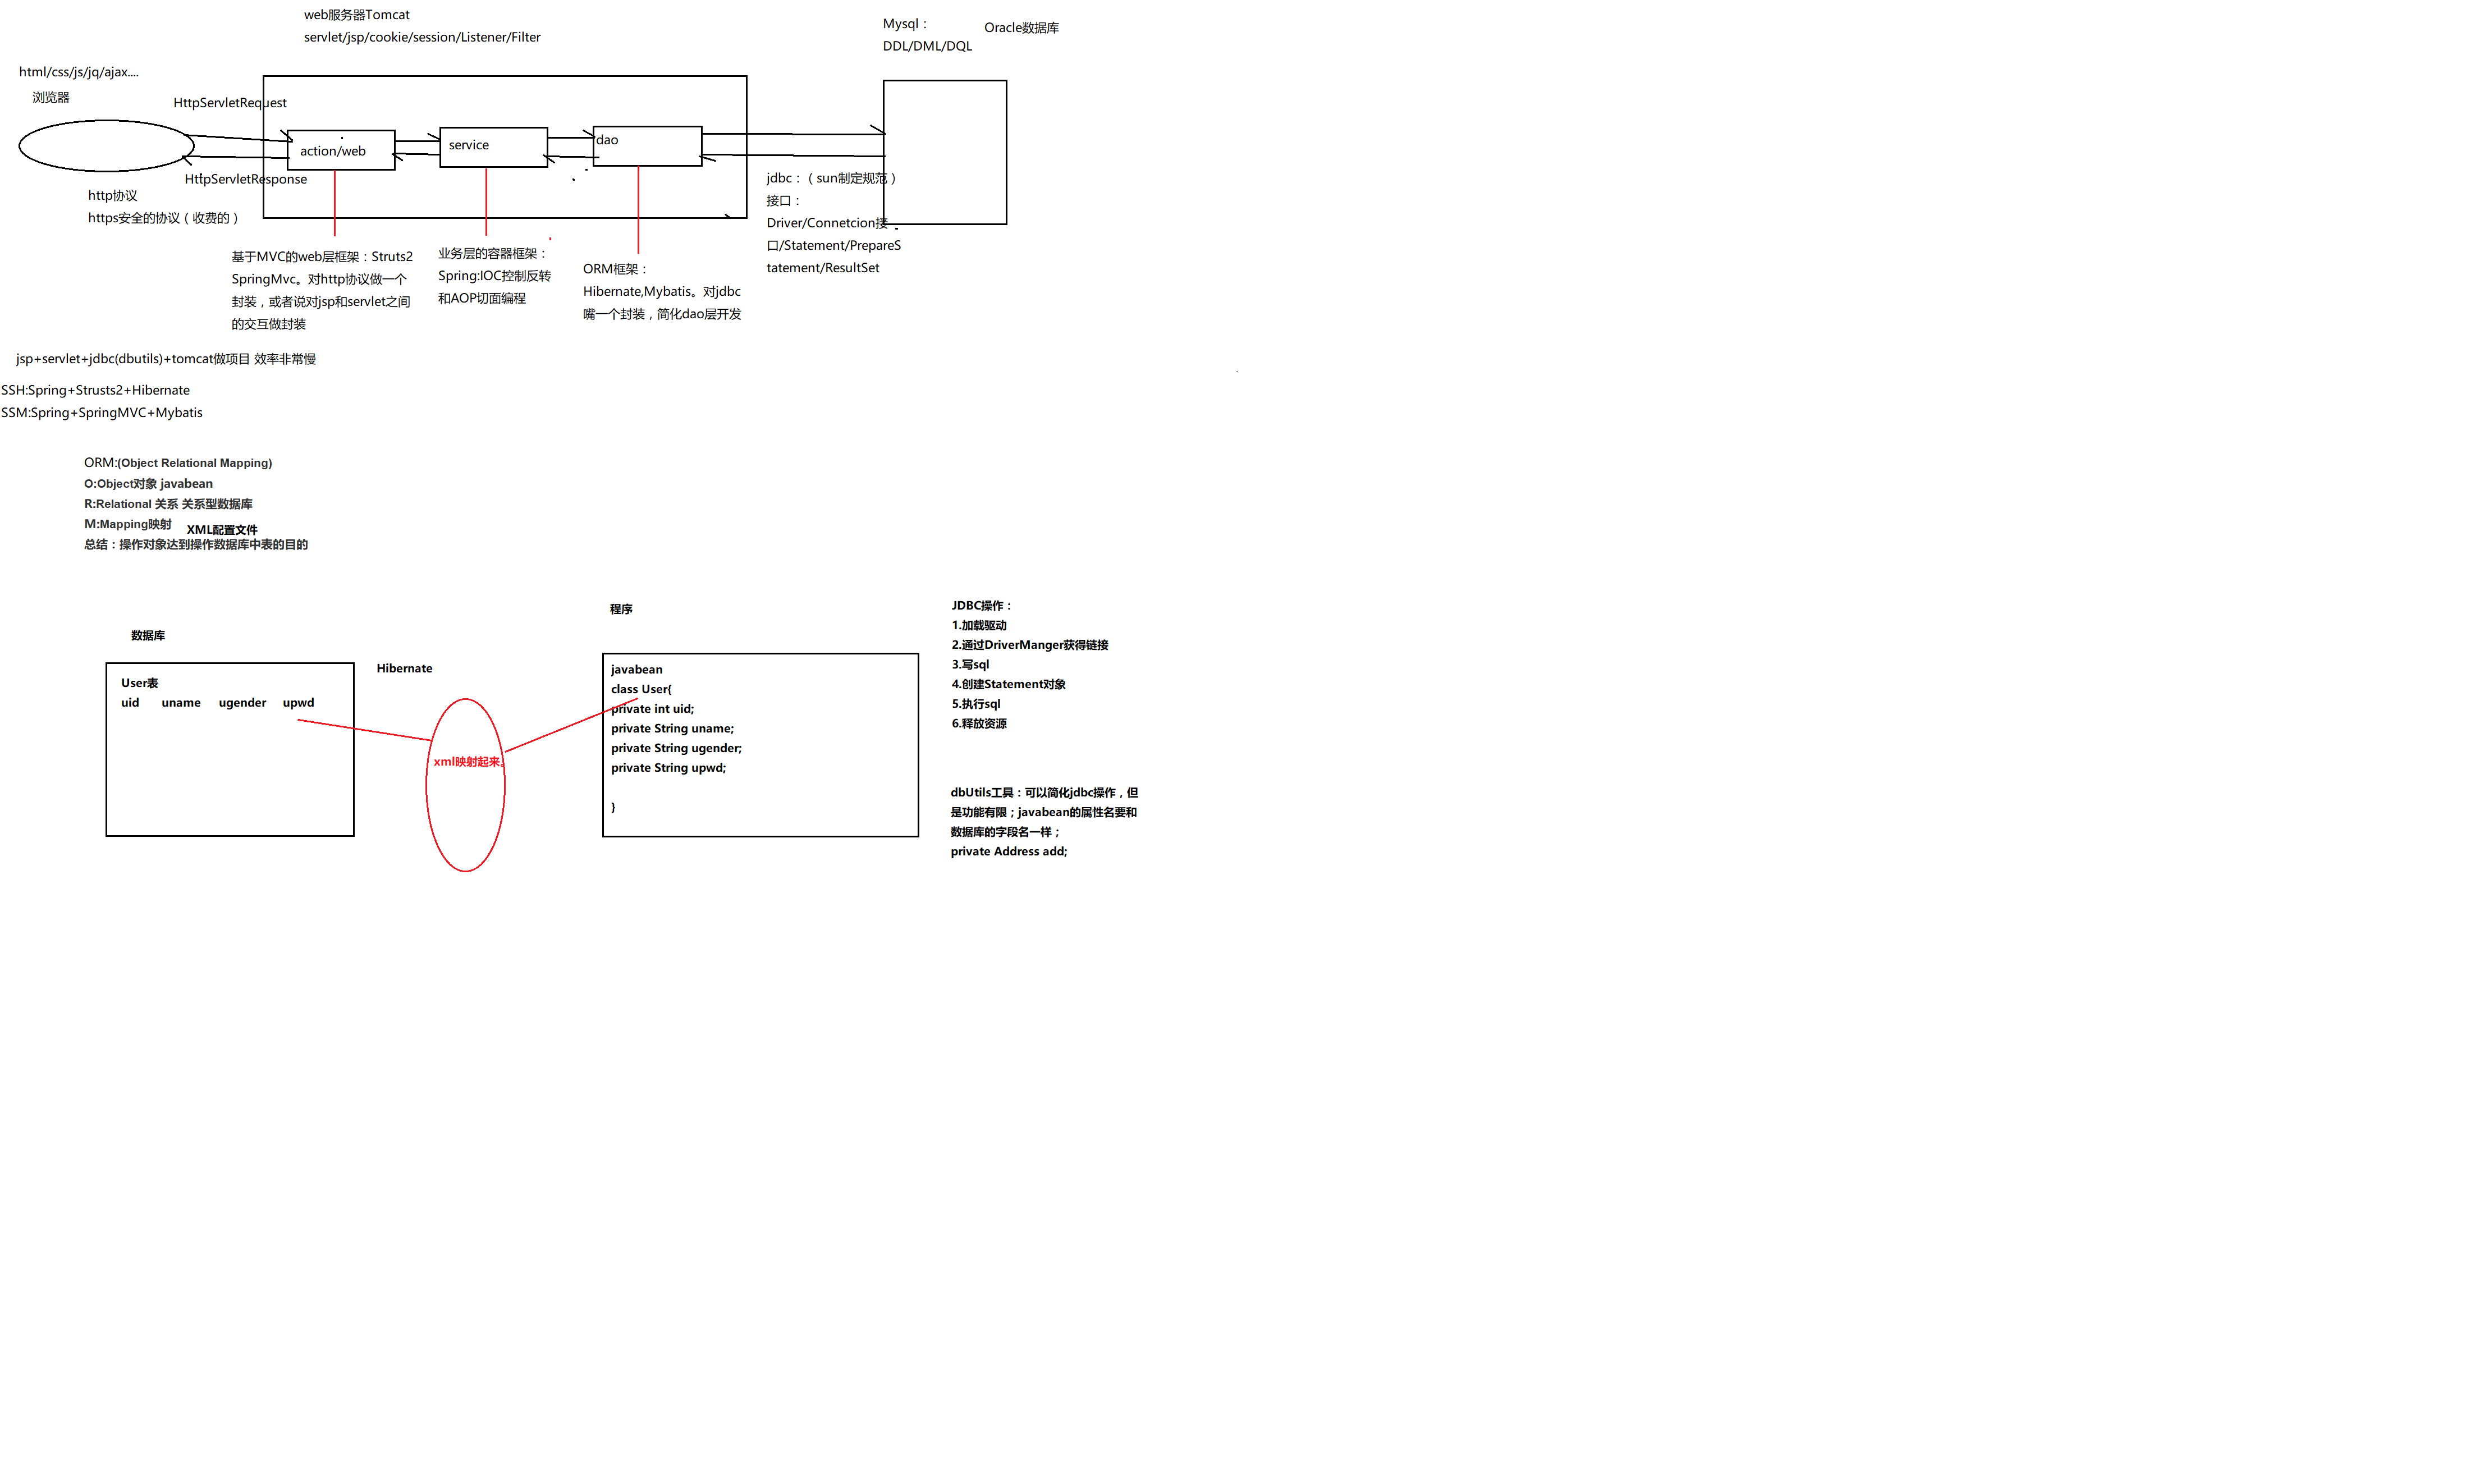 web服务器Tomcat
servlet/jsp/cookie/session/Listener/Filter
Mysql：
DDL/DML/DQL
Oracle数据库
html/css/js/jq/ajax....
浏览器
HttpServletRequest
action/web
service
dao
HttpServletResponse
http协议
https安全的协议（收费的）
jdbc：（sun制定规范）
接口：
Driver/Connetcion接
口/Statement/PrepareS
tatement/ResultSet
基于MVC的web层框架：Struts2
SpringMvc。对http协议做一个
封装，或者说对jsp和servlet之间
的交互做封装
业务层的容器框架：
Spring:IOC控制反转
和AOP切面编程
ORM框架：
Hibernate,Mybatis。对jdbc
嘴一个封装，简化dao层开发
jsp+servlet+jdbc(dbutils)+tomcat做项目 效率非常慢
SSH:Spring+Strusts2+Hibernate
SSM:Spring+SpringMVC+Mybatis
ORM:(Object Relational Mapping)
O:Object对象 javabean
R:Relational 关系 关系型数据库
M:Mapping映射
XML配置文件
总结：操作对象达到操作数据库中表的目的
数据库
User表
uid uname ugender upwd
Hibernate
xml映射起来。
程序
javabean
class User{
private int uid;
private String uname;
private String ugender;
private String upwd;
}
JDBC操作：
1.加载驱动
2.通过DriverManger获得链接
3.写sql
4.创建Statement对象
5.执行sql
6.释放资源
dbUtils工具：可以简化jdbc操作，但
是功能有限；javabean的属性名要和
数据库的字段名一样；
private Address add;